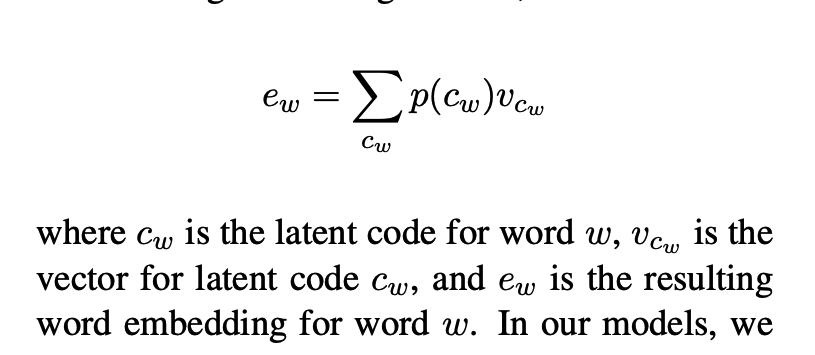 e_w = \sum_{c_w} p(c_w) v_{c_w}
where c_w is the latent code for word w, v_{c_w} is the
vector for latent code c_w, and e_w is the resulting
word embedding for word w. In our models, we